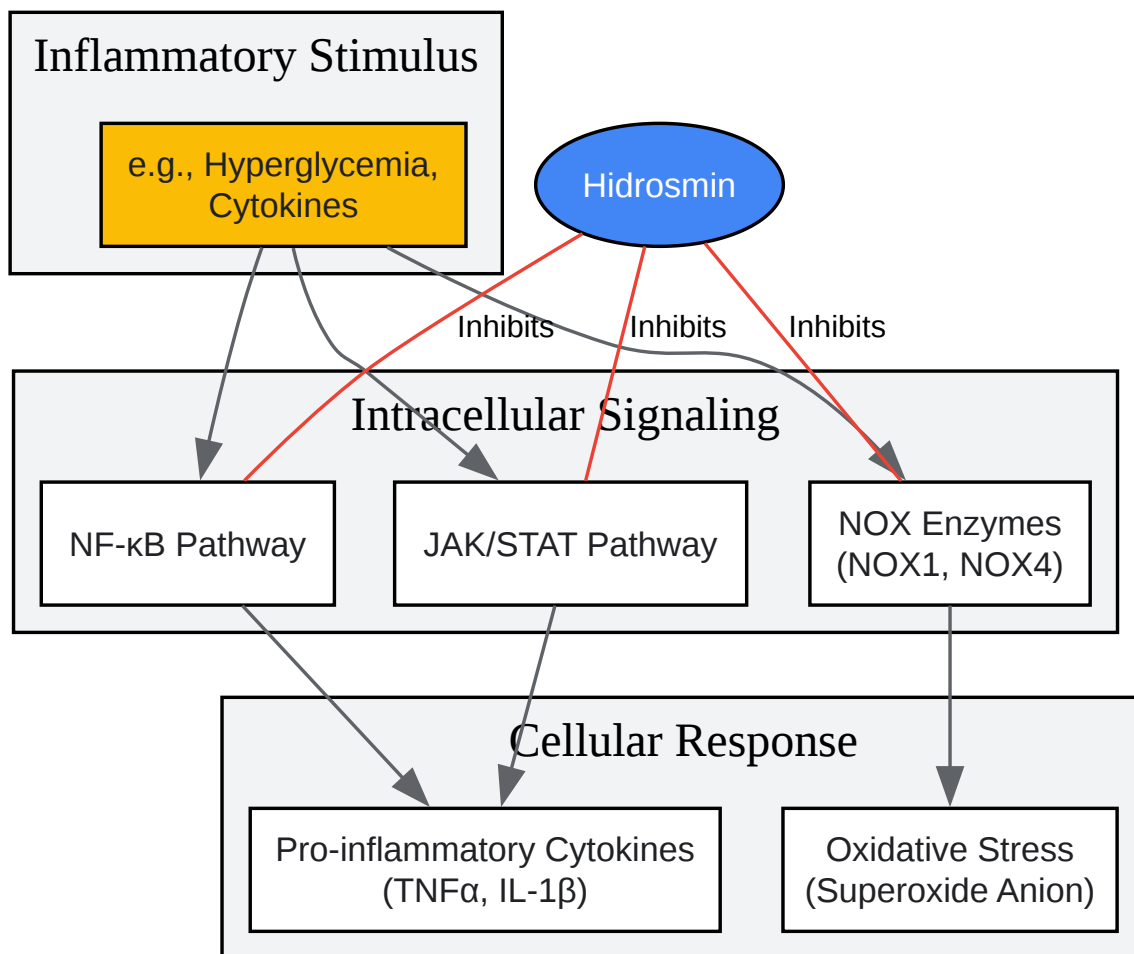 Inflammatory Stimulus
e.g., Hyperglycemia,
Cytokines
Hidrosmin
Inhibits
Inhibits
Inhibits
Intracellular Signaling
NF-κB Pathway
JAK/STAT Pathway
NOX Enzymes
(NOX1, NOX4)
Cellular Response
Pro-inflammatory Cytokines
(TNFα, IL-1β)
Oxidative Stress
(Superoxide Anion)